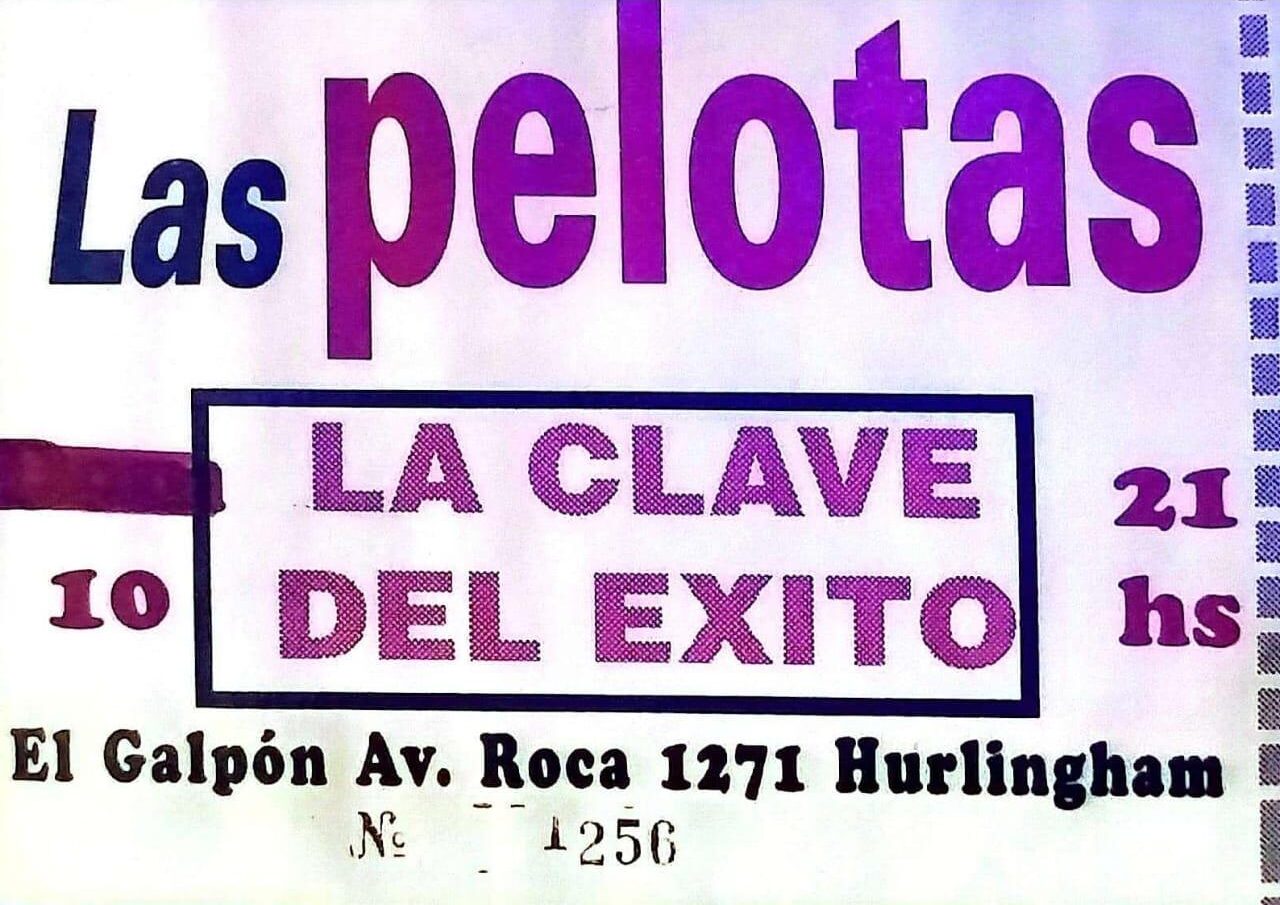 Las pelotas
LA CLAVE
DEL EXITO
21
10
hs
El Galpón Av. Roca 1271 Hurlingham
Nº 1256